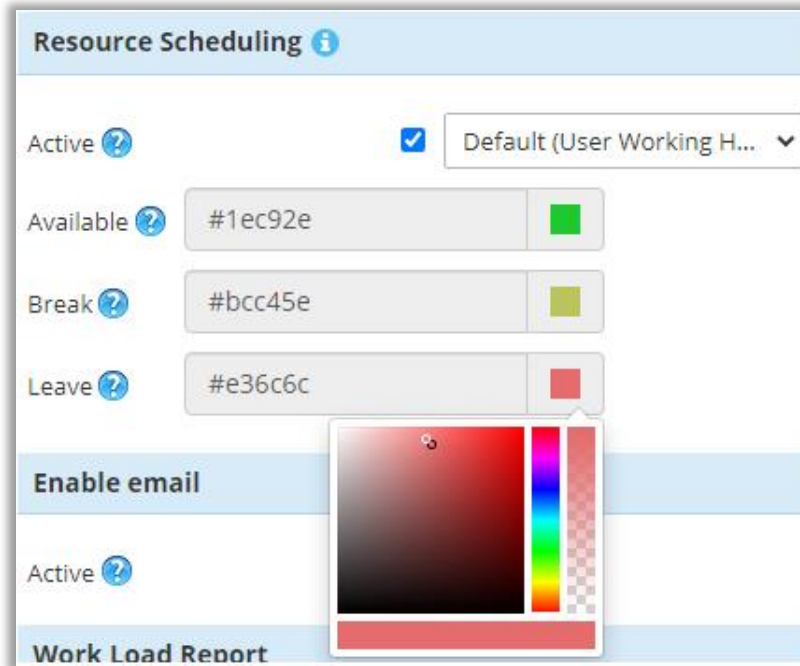 Resource Scheduling
Active Default (User Working H...
Available #1ec92e
Break #bcc45e
Leave #e36c6c
Enable email
Active
Work Load Report